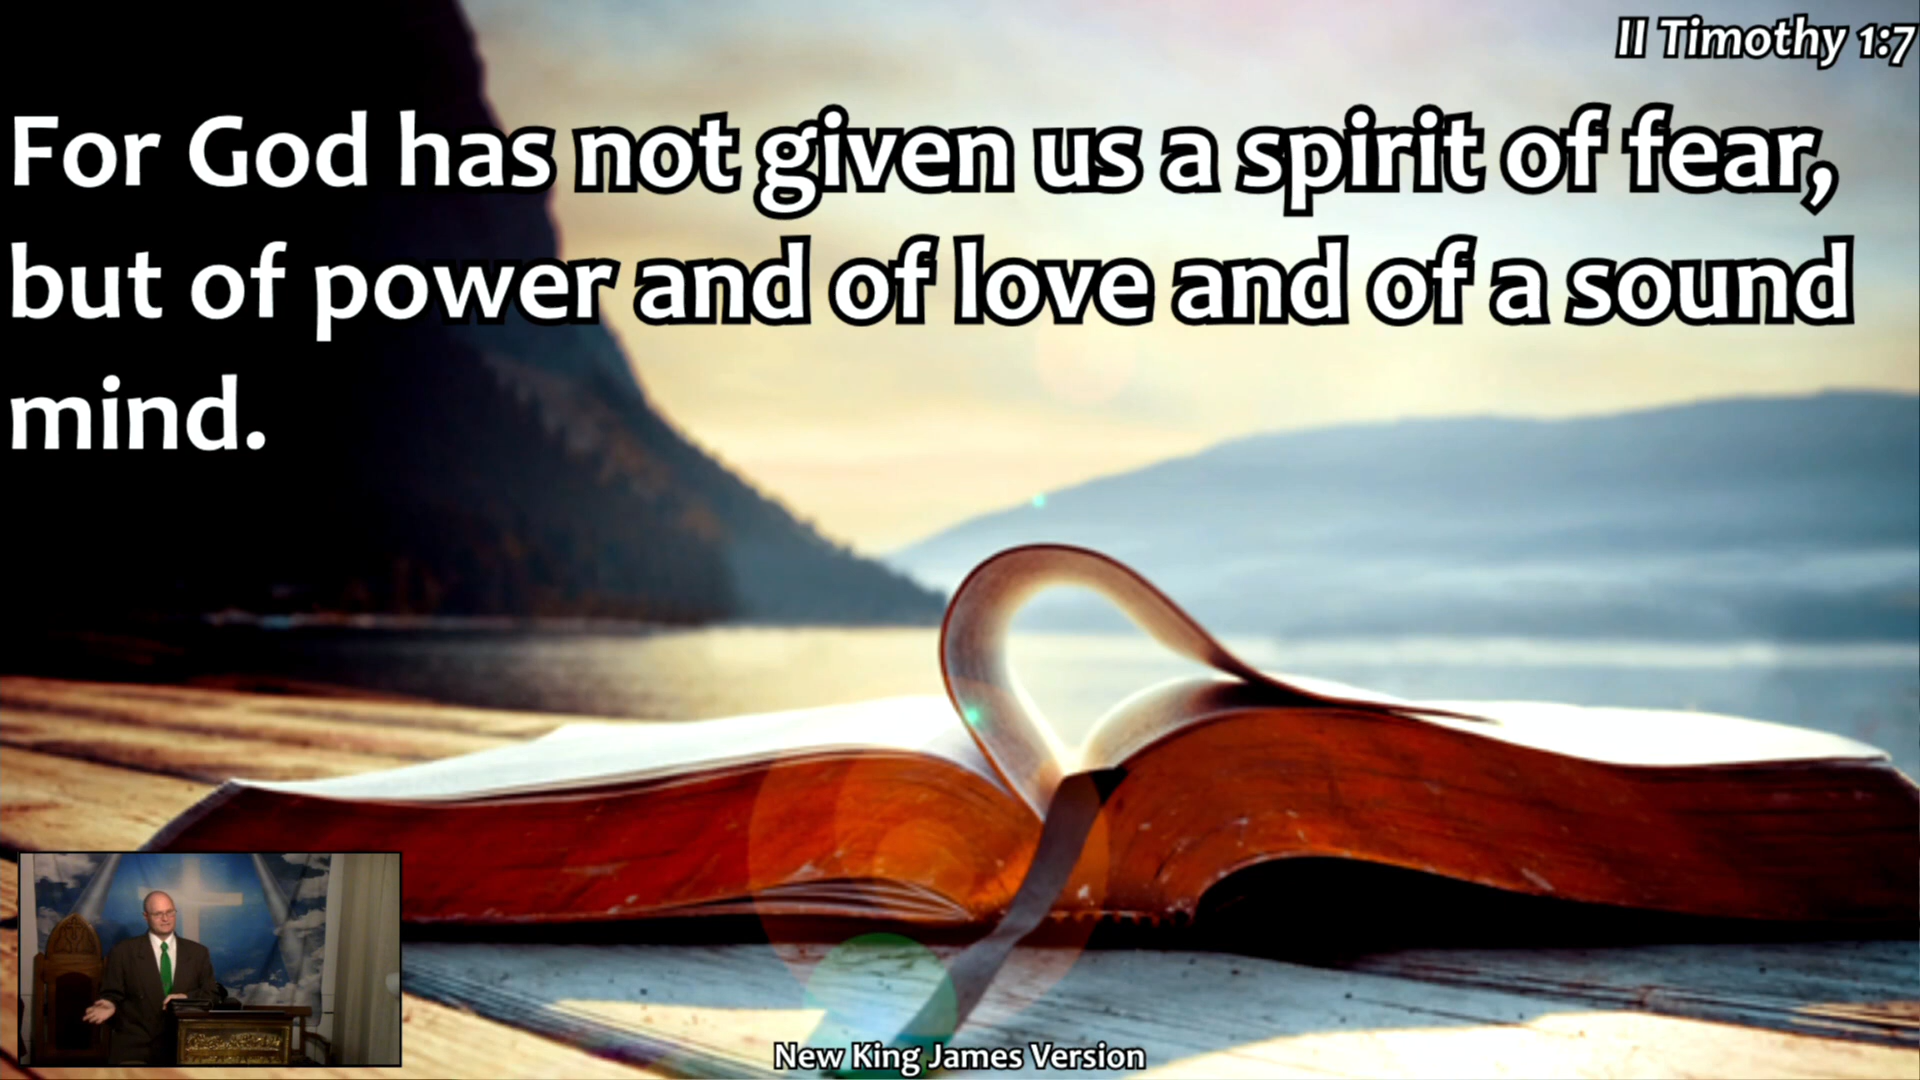 II Timothy 1:7
For God has not given us a spirit of fear,
but of power and of love and of a sound
mind.
New King James Version